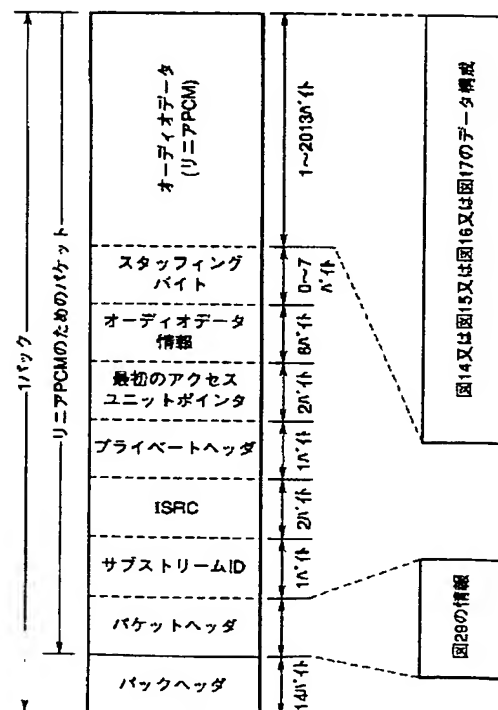 1パック
リニアPCMのためのパケット
オーディオデータ
(リニアPCM)
スタッフィング
バイト
オーディオデータ
情報
最初のアクセス
ユニットポインタ
プライベートヘッダ
ISRC
サブストリームID
パケットヘッダ
パックヘッダ
1〜2013バイト
0〜7
バイト
8バイト
2バイト
1バイト
2バイト
1バイト
14バイト
図14又は図15又は図16又は図17のデータ構成
図29の情報